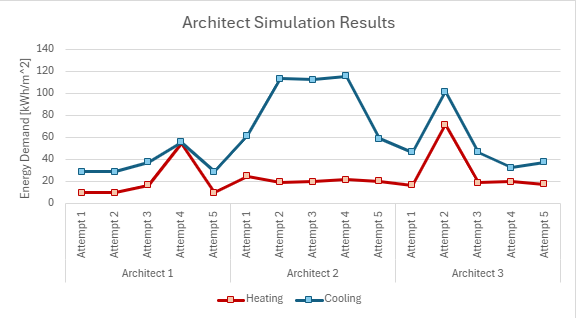 Architect Simulation Results
Energy Demand [kWh/m^2]
140
120
100
80
60
40
20
0
Attempt 1
Attempt 2
Attempt 3
Attempt 4
Attempt 5
Attempt 1
Attempt 2
Attempt 3
Attempt 4
Attempt 5
Attempt 1
Attempt 2
Attempt 3
Attempt 4
Attempt 5
Architect 1 Architect 2 Architect 3
Heating Cooling